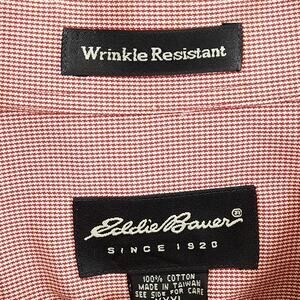 Wrinkle Resistant
Eddie Bauer®
SINCE 1920
100% COTTON
MADE IN TAIWAN
SEE SIDE FOR CARE